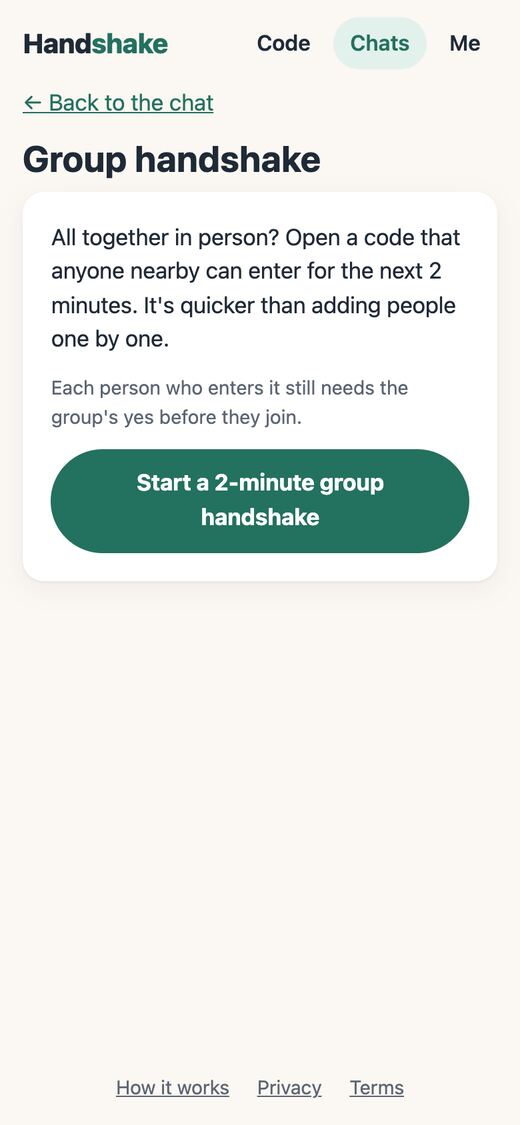 Handshake Code Chats Me
← Back to the chat
Group handshake
All together in person? Open a code that
anyone nearby can enter for the next 2
minutes. It's quicker than adding people
one by one.
Each person who enters it still needs the
group's yes before they join.
Start a 2-minute group
handshake
How it works Privacy Terms